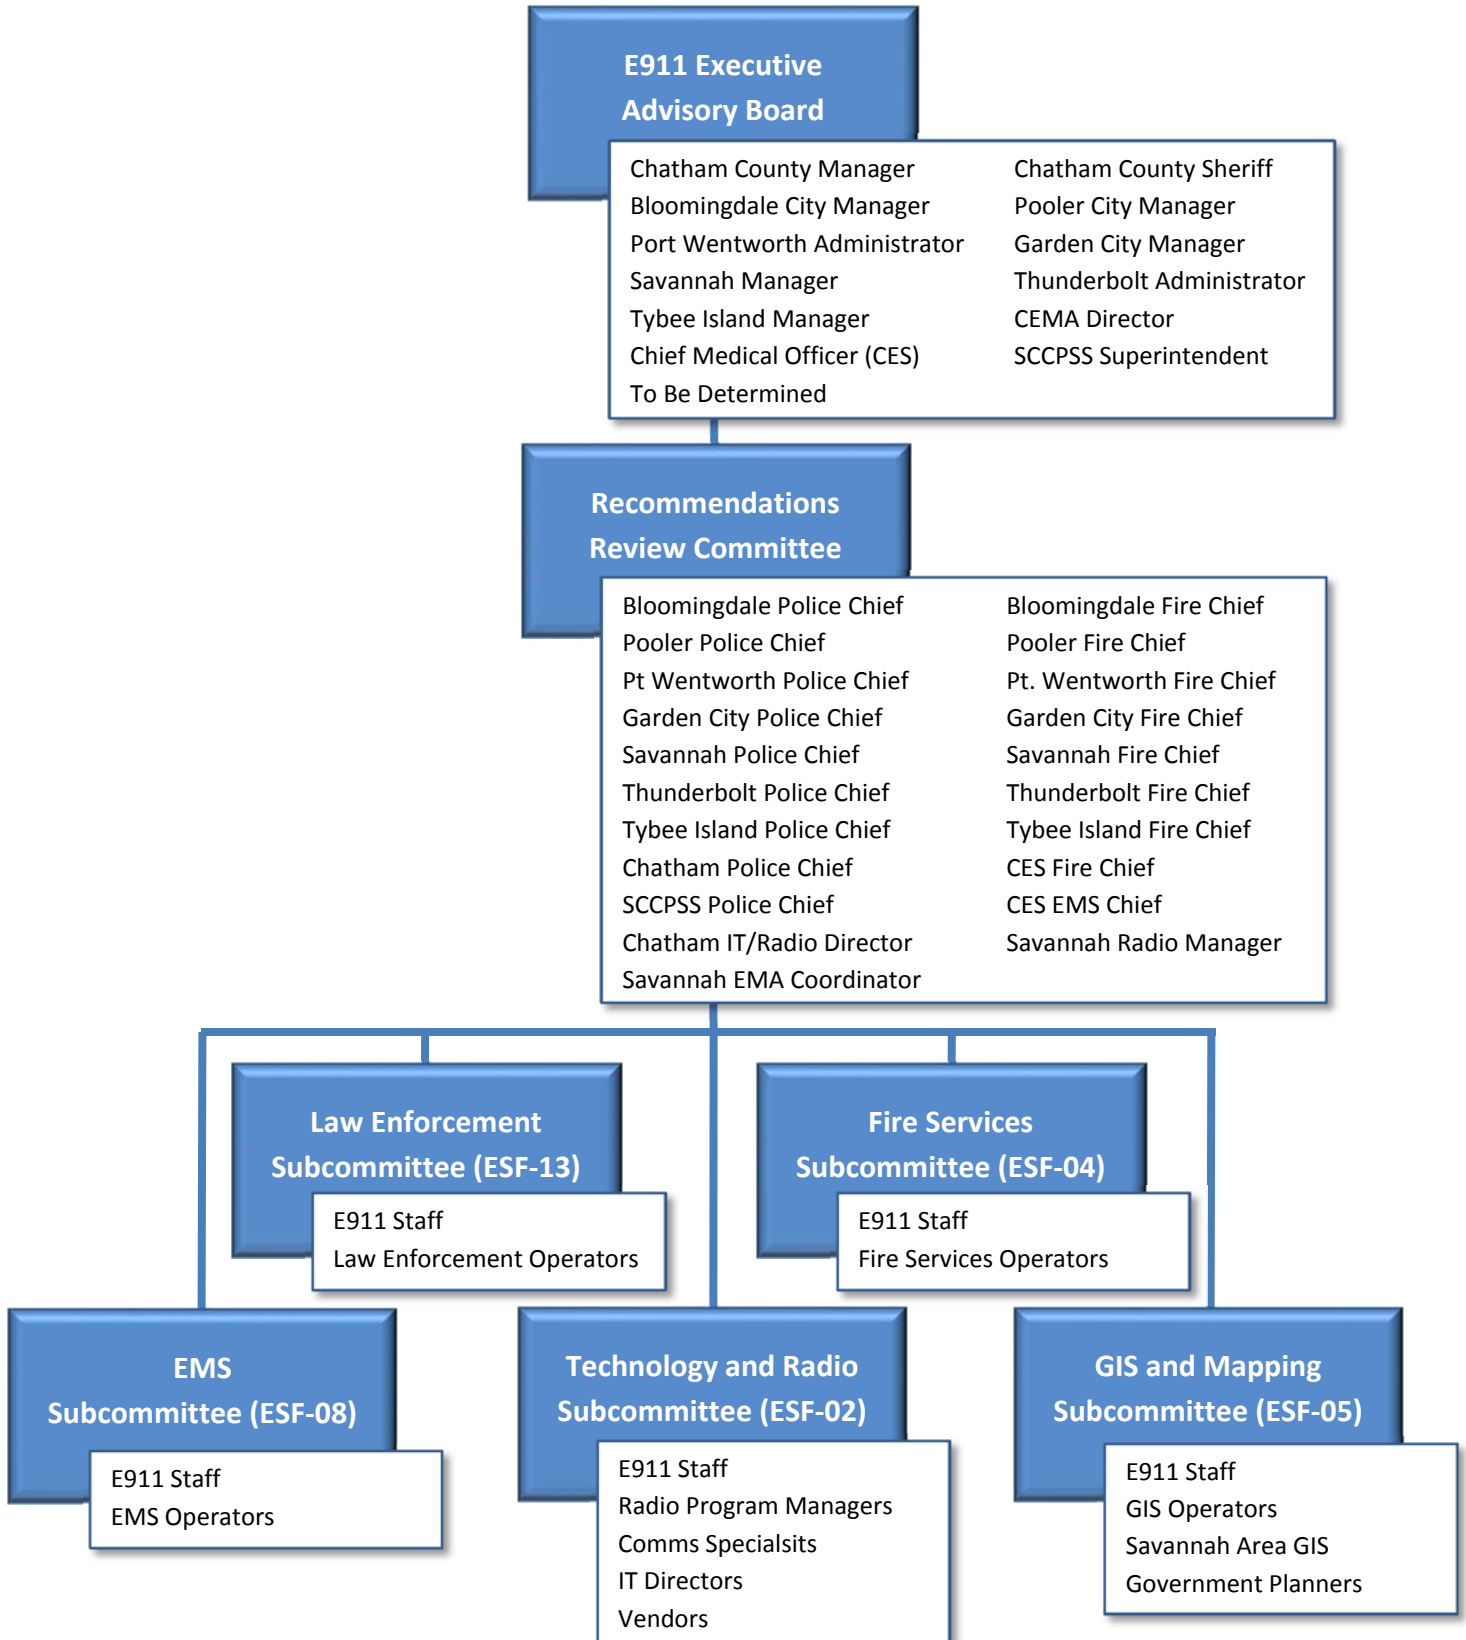 E911 Executive
Advisory Board
Chatham County Manager
Chatham County Sheriff
Bloomingdale City Manager
Pooler City Manager
Port Wentworth Administrator
Garden City Manager
Savannah Manager
Thunderbolt Administrator
Tybee Island Manager
CEMA Director
Chief Medical Officer (CES)
SCCPSS Superintendent
To Be Determined
Recommendations
Review Committee
Bloomingdale Police Chief
Bloomingdale Fire Chief
Pooler Police Chief
Pooler Fire Chief
Pt Wentworth Police Chief
Pt. Wentworth Fire Chief
Garden City Police Chief
Garden City Fire Chief
Savannah Police Chief
Savannah Fire Chief
Thunderbolt Police Chief
Thunderbolt Fire Chief
Tybee Island Police Chief
Tybee Island Fire Chief
Chatham Police Chief
CES Fire Chief
SCCPSS Police Chief
CES EMS Chief
Chatham IT/Radio Director
Savannah Radio Manager
Savannah EMA Coordinator
Law Enforcement
Subcommittee (ESF-13)
E911 Staff
Law Enforcement Operators
Fire Services
Subcommittee (ESF-04)
E911 Staff
Fire Services Operators
EMS
Subcommittee (ESF-08)
E911 Staff
EMS Operators
Technology and Radio
Subcommittee (ESF-02)
E911 Staff
Radio Program Managers
Comms Specialsits
IT Directors
Vendors
GIS and Mapping
Subcommittee (ESF-05)
E911 Staff
GIS Operators
Savannah Area GIS
Government Planners